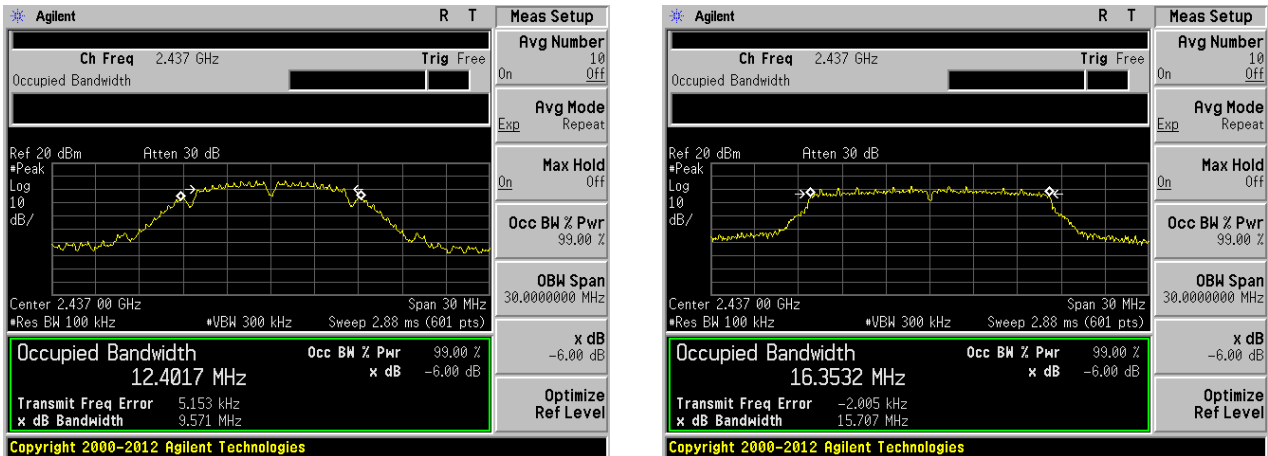 Agilent R T
Ch Freq 2.437 GHz Trig Free
Occupied Bandwidth
Ref 20 dBm Atten 30 dB
#Peak
Log
10
dB/
Center 2.437 00 GHz Span 30 MHz
#Res BW 100 kHz #VBW 300 kHz Sweep 2.88 ms (601 pts)
Occupied Bandwidth Occ BW % Pwr 99.00 %
12.4017 MHz x dB -6.00 dB
Transmit Freq Error 5.153 kHz
x dB Bandwidth 9.571 MHz
Copyright 2000-2012 Agilent Technologies
Meas Setup
Avg Number
10
On Off
Avg Mode
Exp Repeat
Max Hold
On Off
Occ BW % Pwr
99.00 %
OBW Span
30.0000000 MHz
x dB
-6.00 dB
Optimize
Ref Level
Agilent R T
Ch Freq 2.437 GHz Trig Free
Occupied Bandwidth
Ref 20 dBm Atten 30 dB
#Peak
Log
10
dB/
Center 2.437 00 GHz Span 30 MHz
#Res BW 100 kHz #VBW 300 kHz Sweep 2.88 ms (601 pts)
Occupied Bandwidth Occ BW % Pwr 99.00 %
16.3532 MHz x dB -6.00 dB
Transmit Freq Error -2.005 kHz
x dB Bandwidth 15.707 MHz
Copyright 2000-2012 Agilent Technologies
Meas Setup
Avg Number
10
On Off
Avg Mode
Exp Repeat
Max Hold
On Off
Occ BW % Pwr
99.00 %
OBW Span
30.0000000 MHz
x dB
-6.00 dB
Optimize
Ref Level